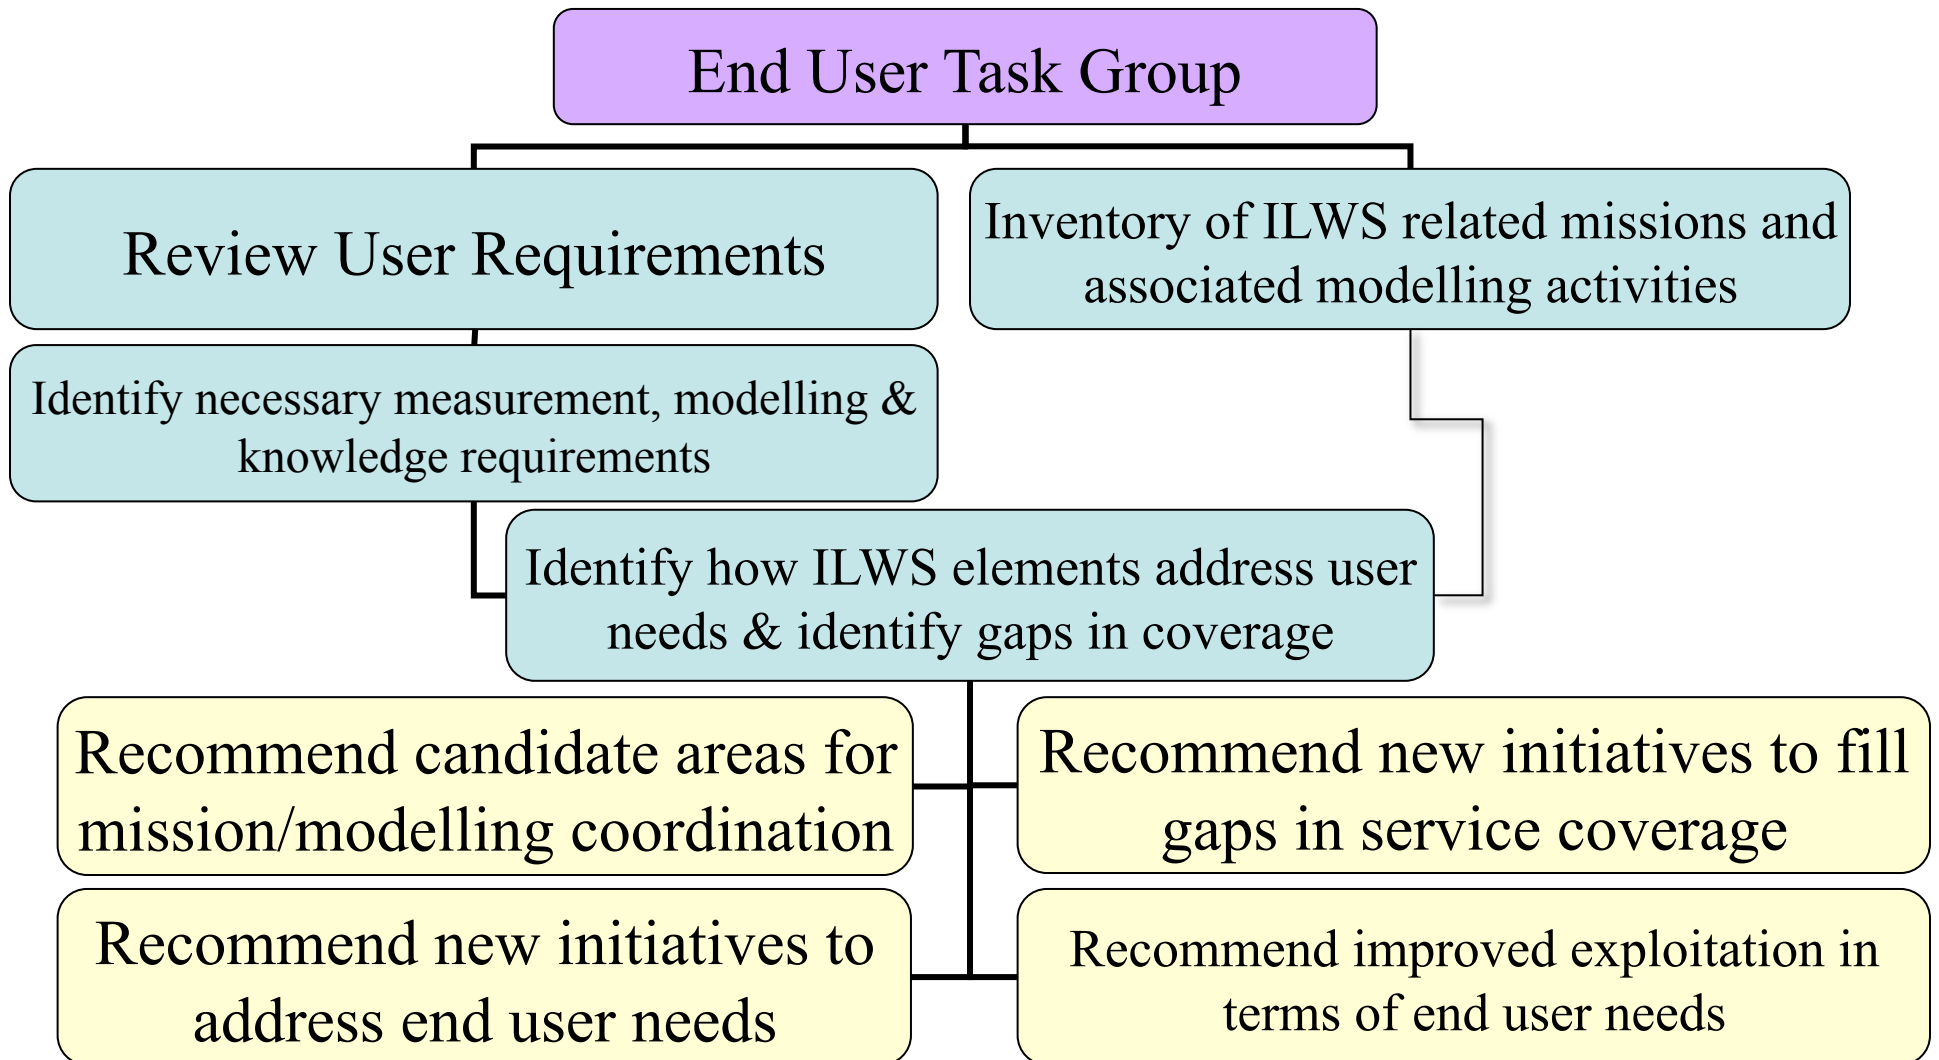 End User Task Group
Review User Requirements
Inventory of ILWS related missions and
associated modelling activities
Identify necessary measurement, modelling &
knowledge requirements
Identify how ILWS elements address user
needs & identify gaps in coverage
Recommend candidate areas for
mission/modelling coordination
Recommend new initiatives to fill
gaps in service coverage
Recommend new initiatives to
address end user needs
Recommend improved exploitation in
terms of end user needs